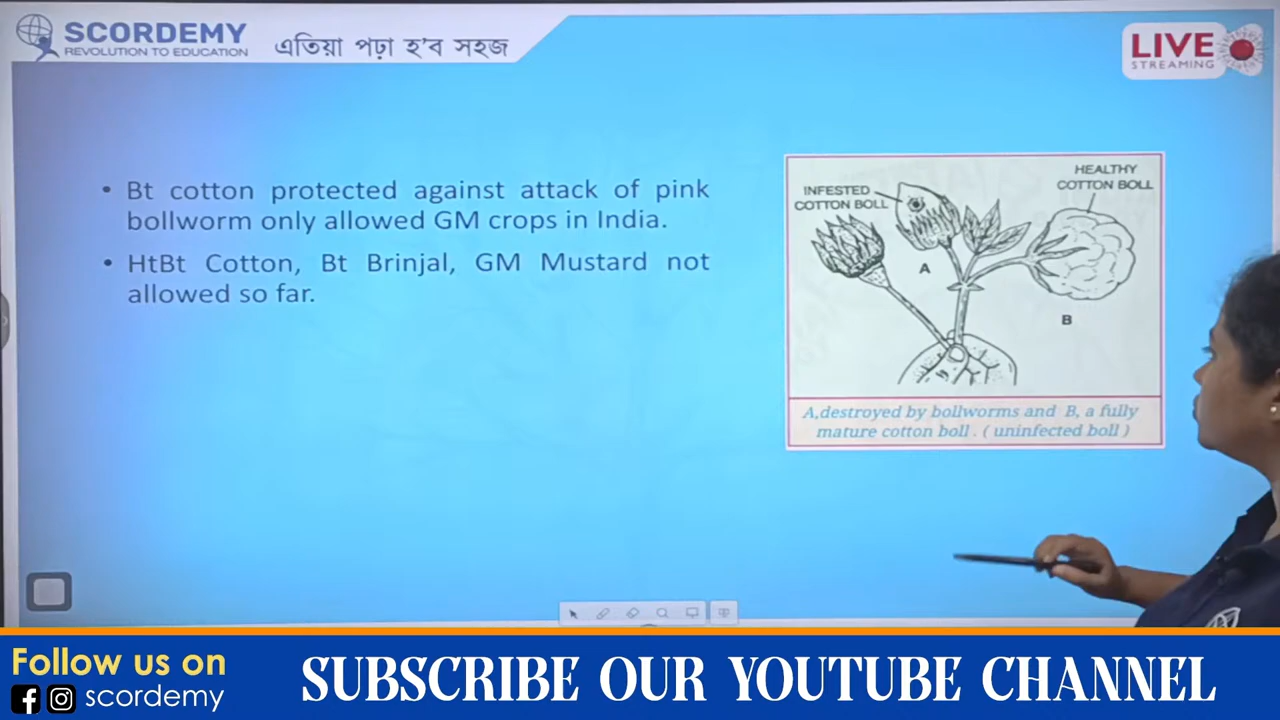 SCORDEMY
REVOLUTION TO EDUCATION
এতিয়া পঢ়া হ'ব সহজ
LIVE
STREAMING
• Bt cotton protected against attack of pink
bollworm only allowed GM crops in India.
• HtBt Cotton, Bt Brinjal, GM Mustard not
allowed so far.
INFESTED
COTTON BOLL
HEALTHY
COTTON BOLL
A
B
A,destroyed by bollworms and B, a fully
mature cotton boll . ( uninfected boll )
Follow us on
scordemy
SUBSCRIBE OUR YOUTUBE CHANNEL